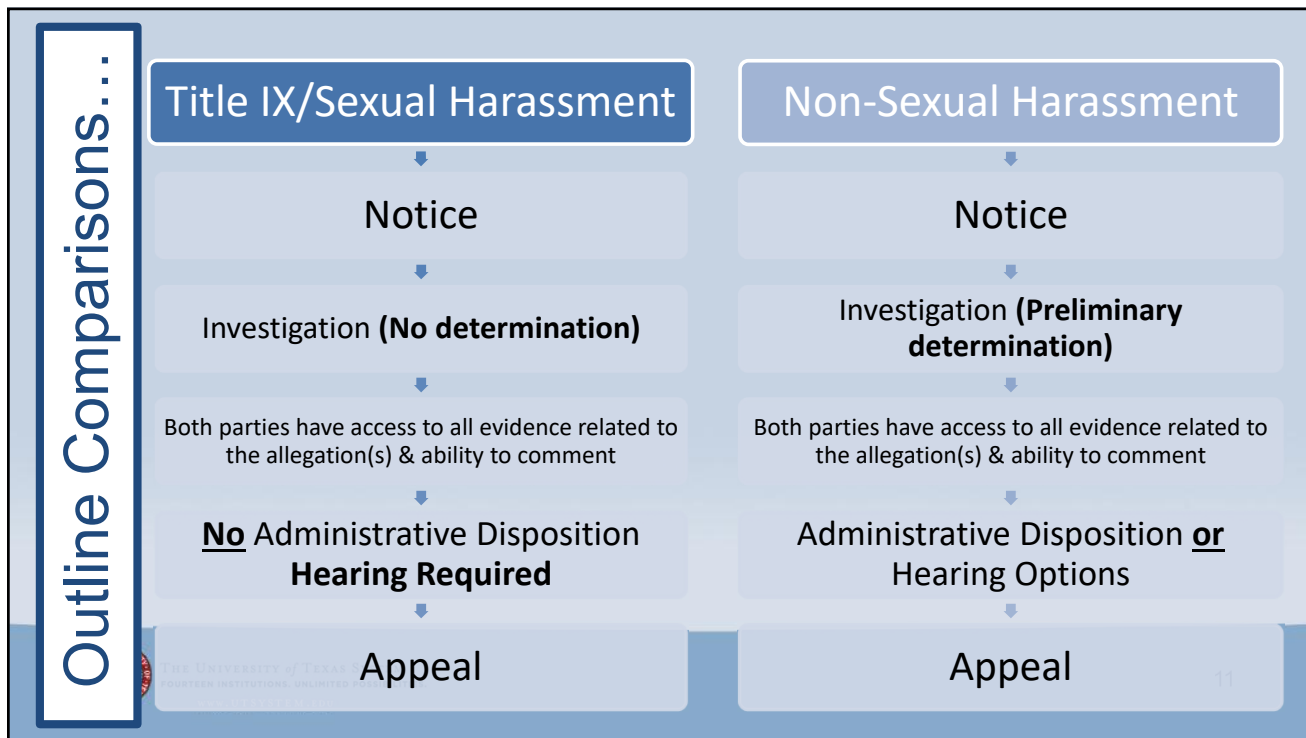 Outline Comparisons…
Title IX/Sexual Harassment
Notice
Investigation (No determination)
Both parties have access to all evidence related to
the allegation(s) & ability to comment
No Administrative Disposition
Hearing Required
Appeal
Non-Sexual Harassment
Notice
Investigation (Preliminary
determination)
Both parties have access to all evidence related to
the allegation(s) & ability to comment
Administrative Disposition or
Hearing Options
Appeal
THE UNIVERSITY of TEXAS
FOURTEEN INSTITUTIONS. UNLIMITED
11